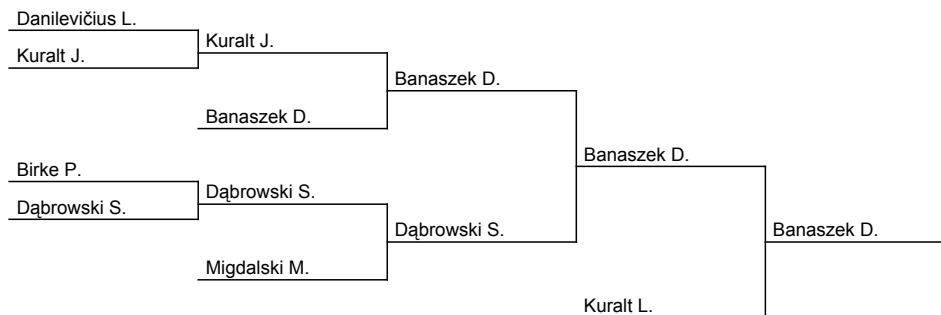 Danilevičius L.
Kuralt J.
Kuralt J.
Banaszek D.
Banaszek D.
Banaszek D.
Birke P.
Dąbrowski S.
Dąbrowski S.
Dąbrowski S.
Banaszek D.
Migdalski M.
Kuralt L.